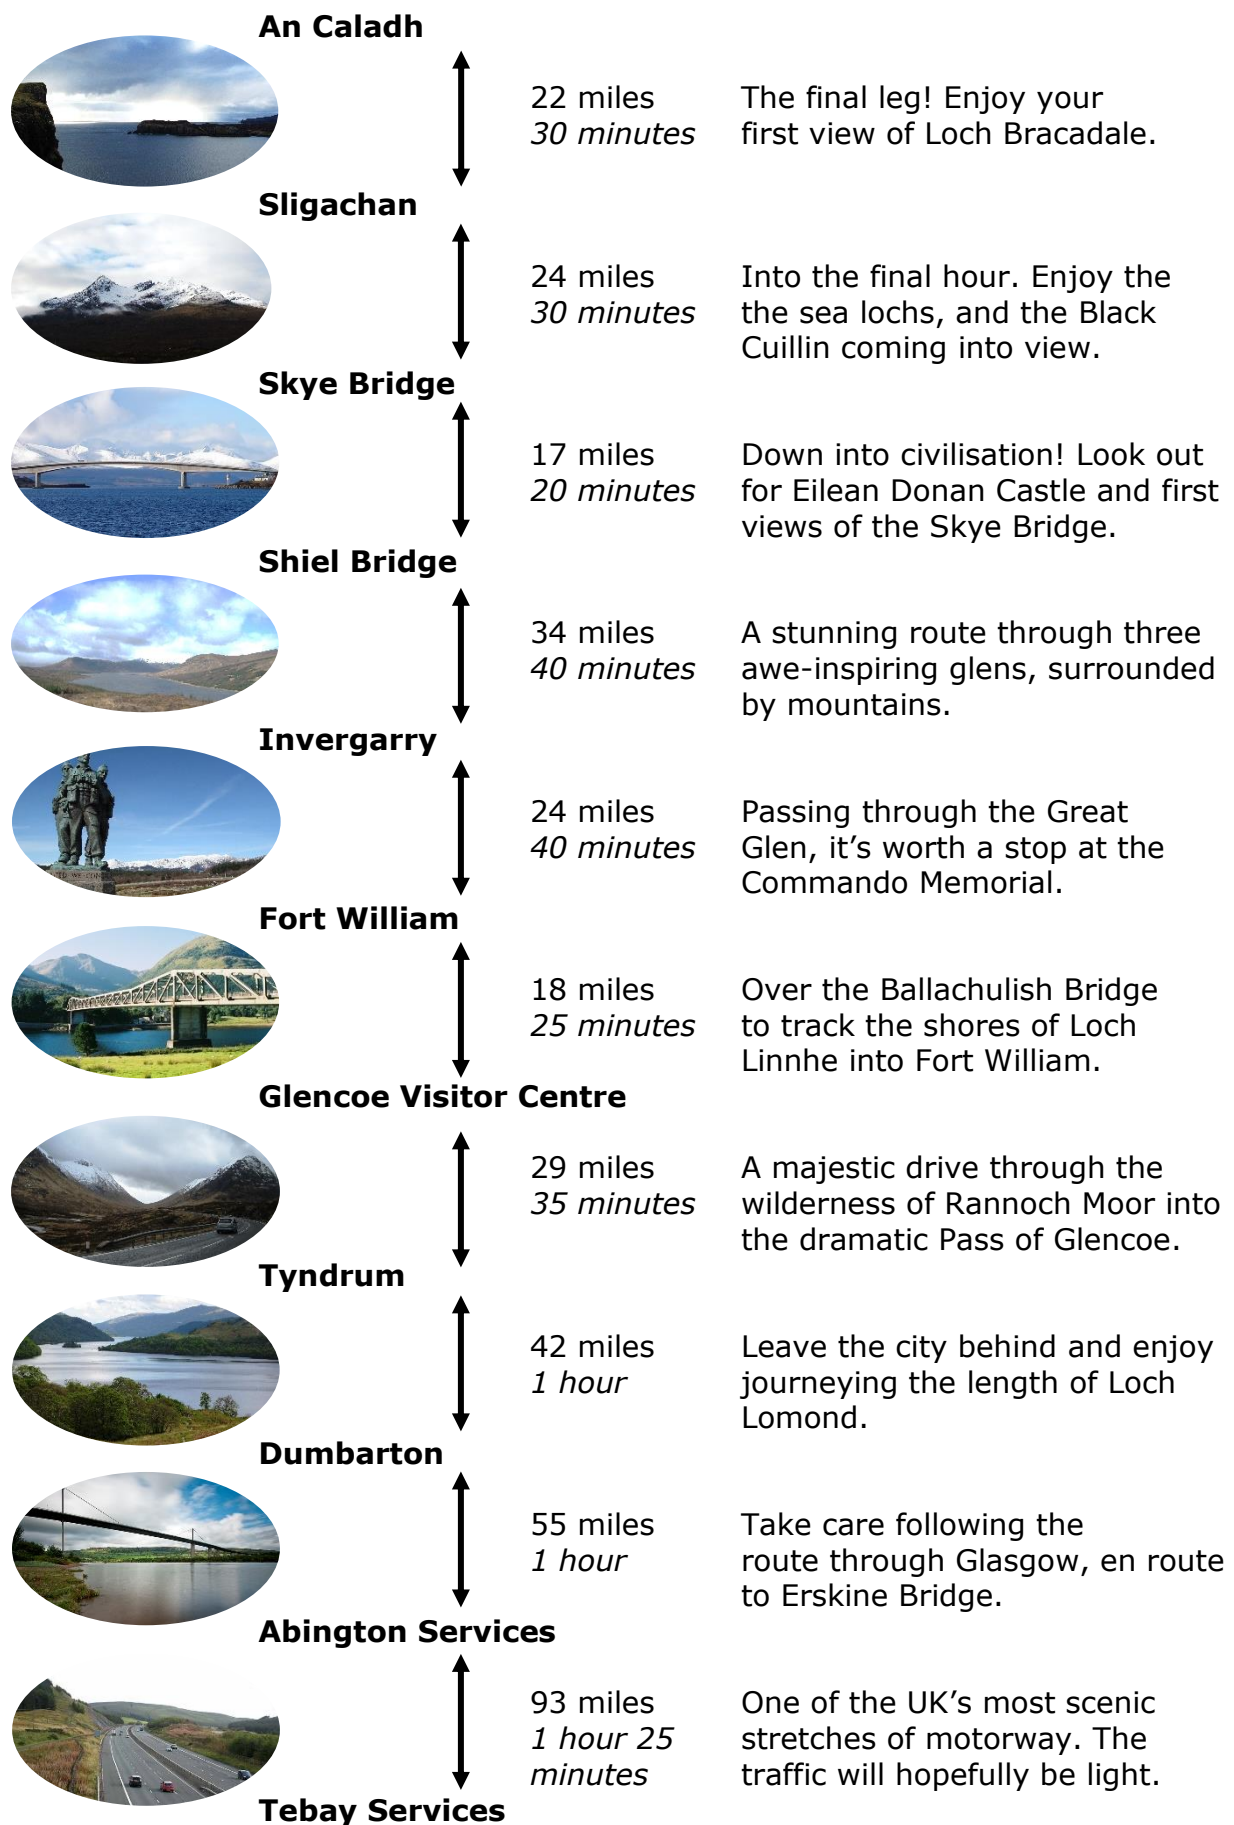 An Caladh
22 miles
30 minutes
The final leg! Enjoy your
first view of Loch Bracadale.
Sligachan
24 miles
30 minutes
Into the final hour. Enjoy the
the sea lochs, and the Black
Cuillin coming into view.
Skye Bridge
17 miles
20 minutes
Down into civilisation! Look out
for Eilean Donan Castle and first
views of the Skye Bridge.
Shiel Bridge
34 miles
40 minutes
A stunning route through three
awe-inspiring glens, surrounded
by mountains.
Invergarry
24 miles
40 minutes
Passing through the Great
Glen, it’s worth a stop at the
Commando Memorial.
Fort William
18 miles
25 minutes
Over the Ballachulish Bridge
to track the shores of Loch
Linnhe into Fort William.
Glencoe Visitor Centre
29 miles
35 minutes
A majestic drive through the
wilderness of Rannoch Moor into
the dramatic Pass of Glencoe.
Tyndrum
42 miles
1 hour
Leave the city behind and enjoy
journeying the length of Loch
Lomond.
Dumbarton
55 miles
1 hour
Take care following the
route through Glasgow, en route
to Erskine Bridge.
Abington Services
93 miles
1 hour 25
minutes
One of the UK’s most scenic
stretches of motorway. The
traffic will hopefully be light.
Tebay Services